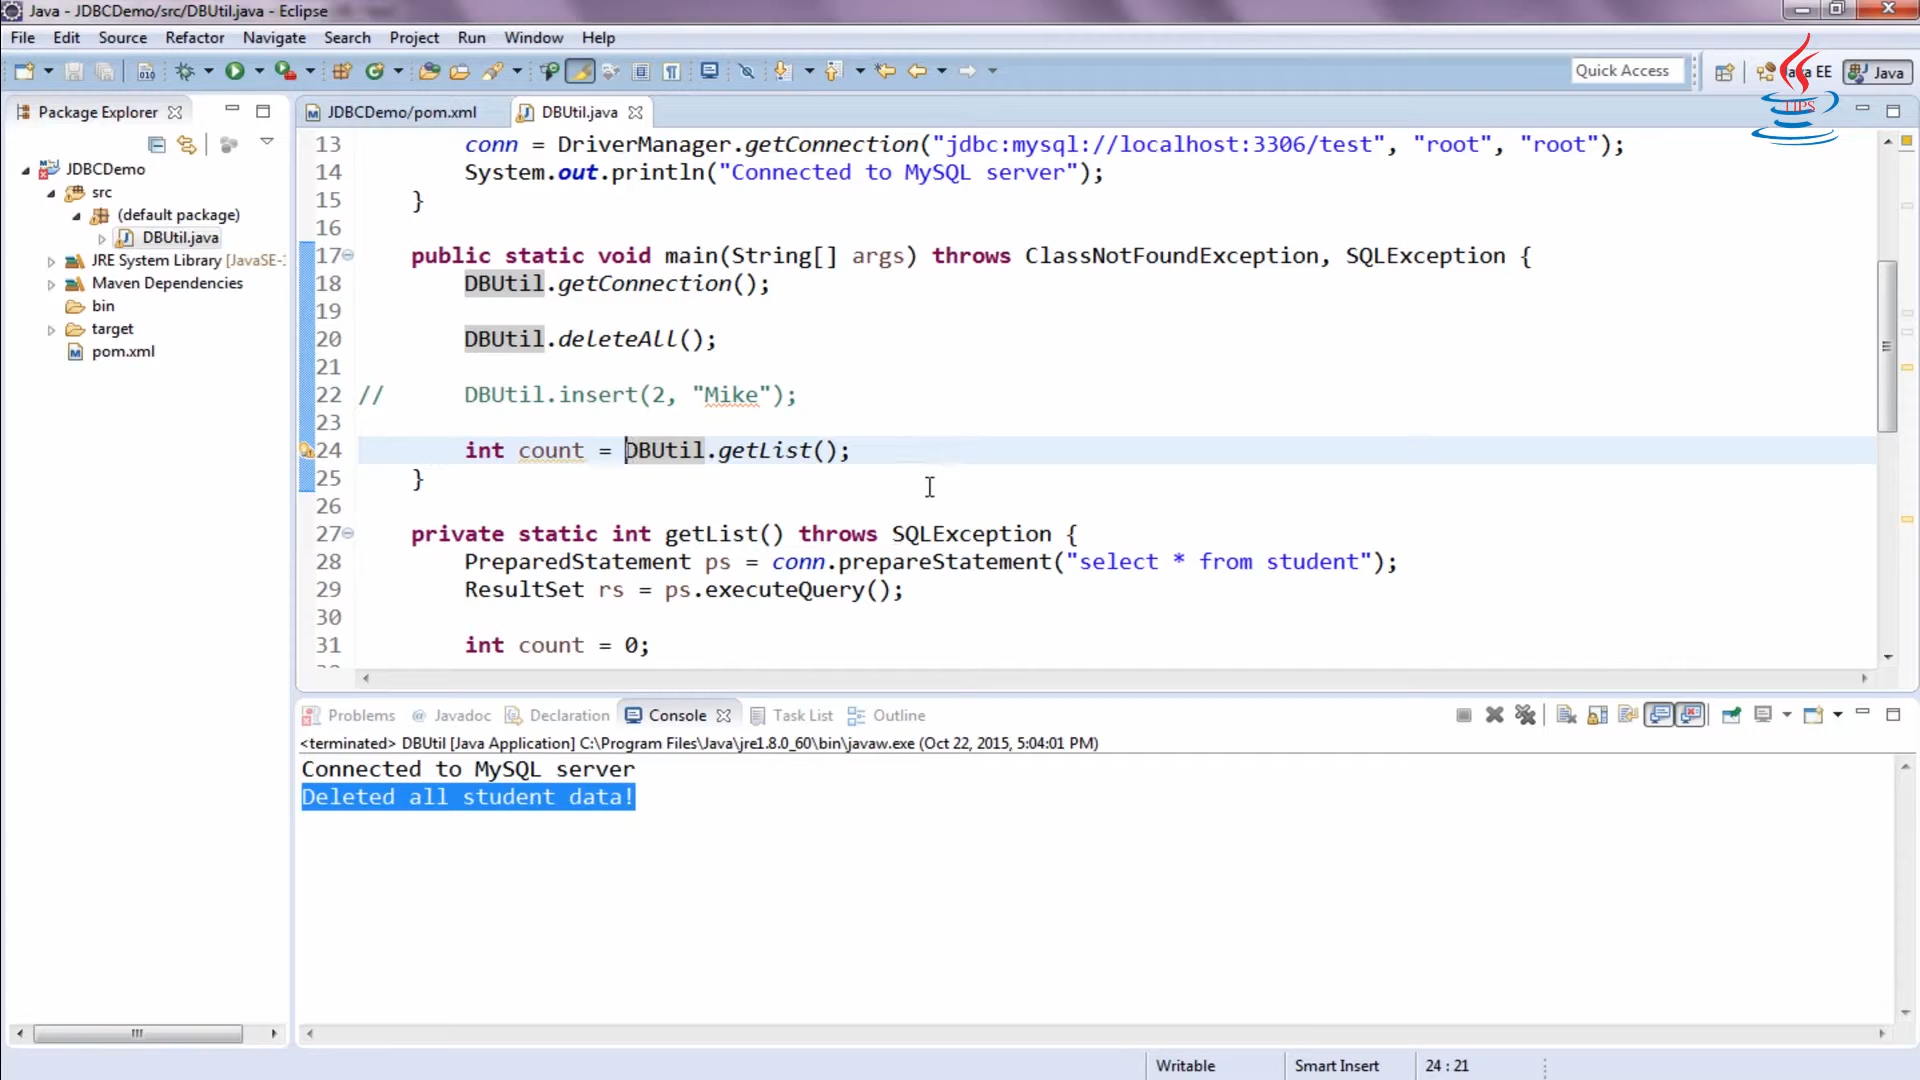 Java - JDBCDemo/src/DBUtil.java - Eclipse
File Edit Source Refactor Navigate Search Project Run Window Help
Quick Access
Java EE
Java
TIPS
Package Explorer
JDBCDemo
src
(default package)
DBUtil.java
JRE System Library [JavaSE-
Maven Dependencies
bin
target
pom.xml
JDBCDemo/pom.xml DBUtil.java
13 conn = DriverManager.getConnection("jdbc:mysql://localhost:3306/test", "root", "root");
14 System.out.println("Connected to MySQL server");
15 }
16
17 public static void main(String[] args) throws ClassNotFoundException, SQLException {
18 DBUtil.getConnection();
19
20 DBUtil.deleteAll();
21
22 // DBUtil.insert(2, "Mike");
23
24 int count = DBUtil.getList();
25 }
26
27 private static int getList() throws SQLException {
28 PreparedStatement ps = conn.prepareStatement("select * from student");
29 ResultSet rs = ps.executeQuery();
30
31 int count = 0;
Problems @ Javadoc Declaration Console Task List Outline
<terminated> DBUtil [Java Application] C:\Program Files\Java\jre1.8.0_60\bin\javaw.exe (Oct 22, 2015, 5:04:01 PM)
Connected to MySQL server
Deleted all student data!
Writable Smart Insert 24 : 21